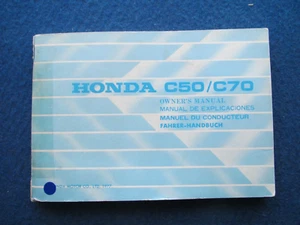 HONDA C50/C70
OWNER'S MANUAL
MANUAL DE EXPLICACIONES
MANUEL DU CONDUCTEUR
FAHRER-HANDBUCH